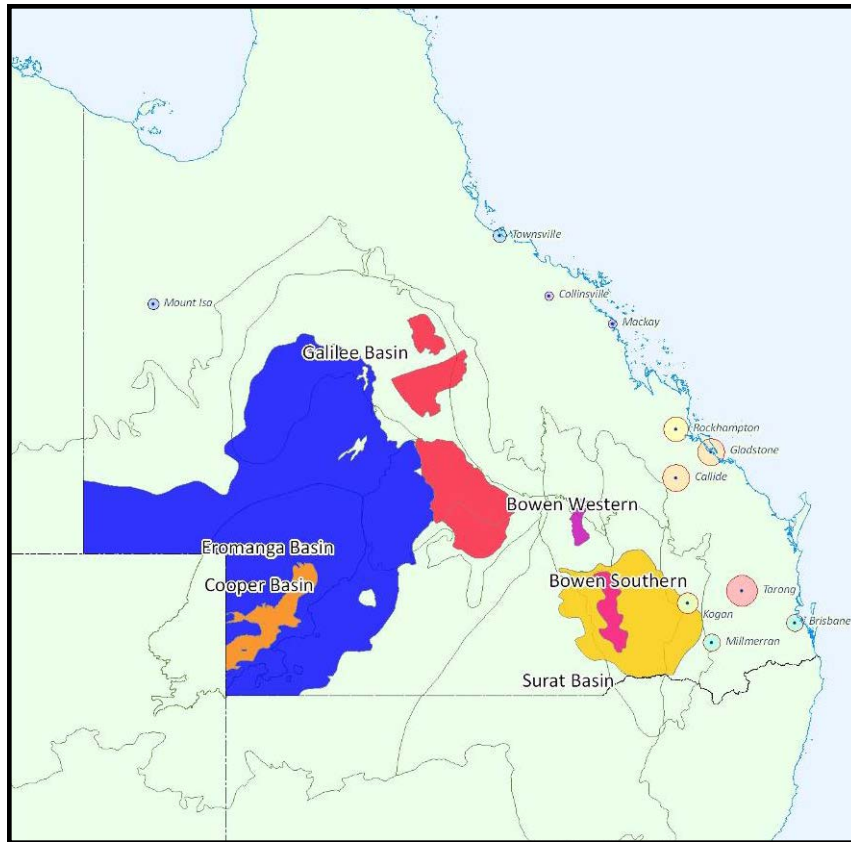 Townsville
Collinsville
Mount Isa
Mackay
Galilee Basin
Rockhampton
Gladstone
Callide
Bowen Western
Eromanga Basin
Cooper Basin
Bowen Southern
Tarong
Kogan
Brisbane
Millmerran
Surat Basin